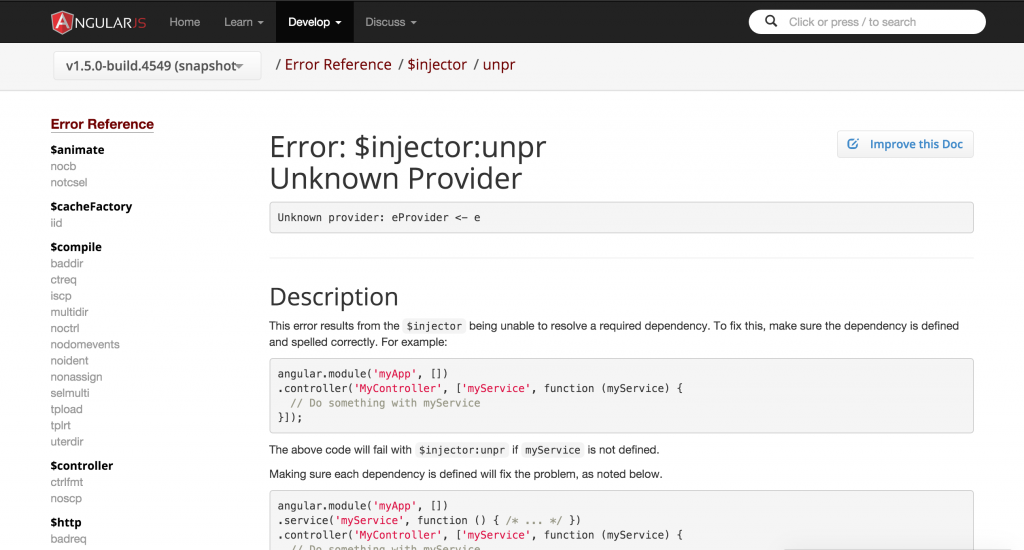 ANGULARJS Home Learn Develop Discuss Click or press / to search
v1.5.0-build.4549 (snapshot / Error Reference / $injector / unpr
Error Reference
$animate
nocb
notcsel
$cacheFactory
iid
$compile
baddir
ctreq
iscp
multidir
noctrl
nodomevents
noident
nonassign
selmulti
tpload
tplrt
uterdir
$controller
ctrlfmt
noscp
$http
badreq
Improve this Doc
Error: $injector:unpr
Unknown Provider
Unknown provider: eProvider <- e
Description
This error results from the $injector being unable to resolve a required dependency. To fix this, make sure the dependency is defined
and spelled correctly. For example:
angular.module('myApp', [])
.controller('MyController', ['myService', function (myService) {
  // Do something with myService
}]);
The above code will fail with $injector:unpr if myService is not defined.
Making sure each dependency is defined will fix the problem, as noted below.
angular.module('myApp', [])
.service('myService', function () { /* ... */ })
.controller('MyController', ['myService', function (myService) {
  // Do something with myService